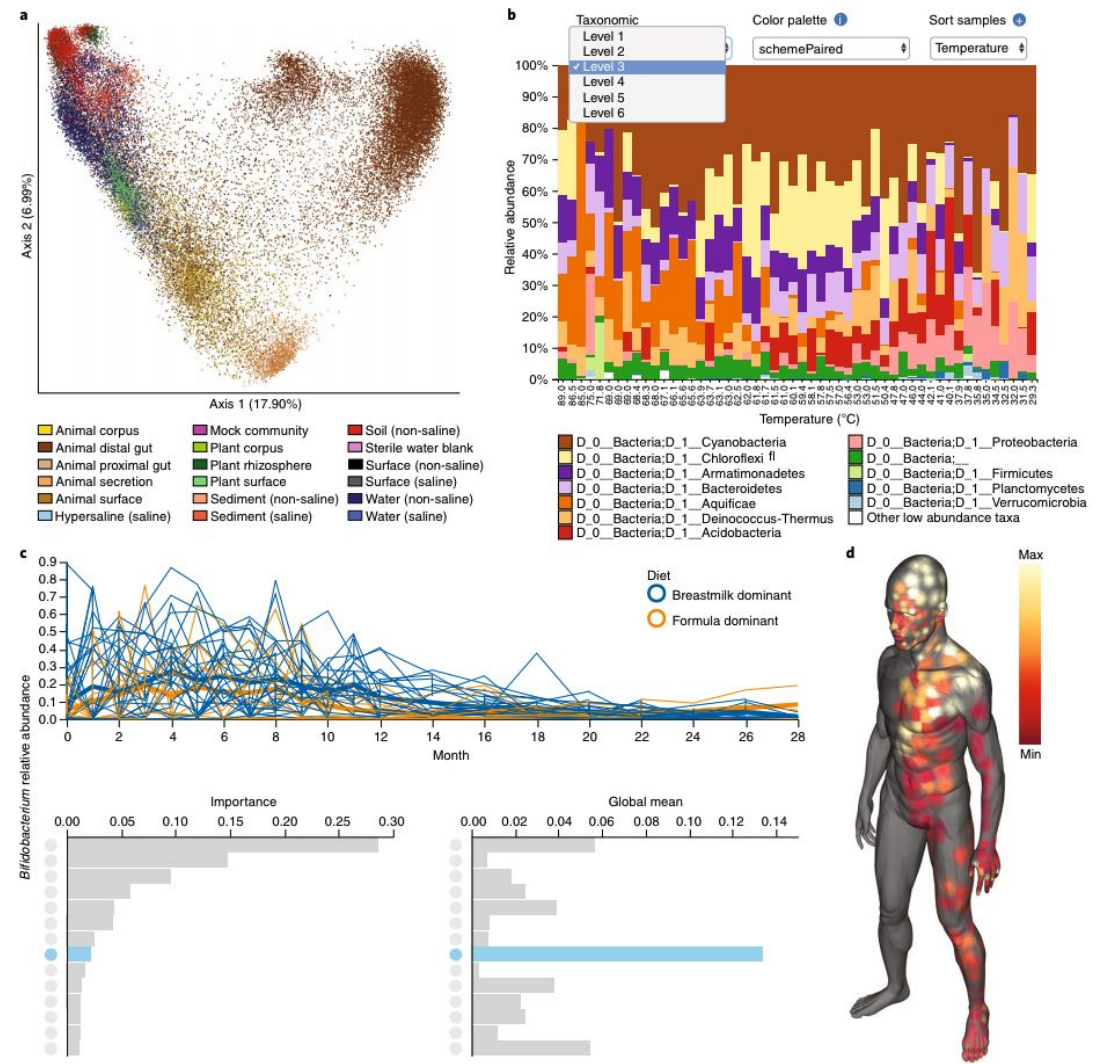 a
Axis 2 (6.99%)
Axis 1 (17.90%)
Animal corpus
Animal distal gut
Animal proximal gut
Animal secretion
Animal surface
Hypersaline (saline)
Mock community
Plant corpus
Plant rhizosphere
Plant surface
Sediment (non-saline)
Sediment (saline)
Soil (non-saline)
Sterile water blank
Surface (non-saline)
Surface (saline)
Water (non-saline)
Water (saline)
b
Taxonomic
Color palette i
Sort samples +
Level 1
Level 2
✓ Level 3
Level 4
Level 5
Level 6
schemePaired
Temperature
Relative abundance
100%
90%
80%
70%
60%
50%
40%
30%
20%
10%
0%
Temperature (°C)
D_0__Bacteria;D_1__Cyanobacteria
D_0__Bacteria;D_1__Chloroflexi fl
D_0__Bacteria;D_1__Armatimonadetes
D_0__Bacteria;D_1__Bacteroidetes
D_0__Bacteria;D_1__Aquificae
D_0__Bacteria;D_1__Deinococcus-Thermus
D_0__Bacteria;D_1__Acidobacteria
D_0__Bacteria;D_1__Proteobacteria
D_0__Bacteria;__
D_0__Bacteria;D_1__Firmicutes
D_0__Bacteria;D_1__Planctomycetes
D_0__Bacteria;D_1__Verrucomicrobia
Other low abundance taxa
c
Bifidobacterium relative abundance
0.9
0.8
0.7
0.6
0.5
0.4
0.3
0.2
0.1
0.0
0 2 4 6 8 10 12 14 16 18 20 22 24 26 28
Month
Diet
Breastmilk dominant
Formula dominant
Importance
0.00 0.05 0.10 0.15 0.20 0.25 0.30
Global mean
0.00 0.02 0.04 0.06 0.08 0.10 0.12 0.14
d
Max
Min